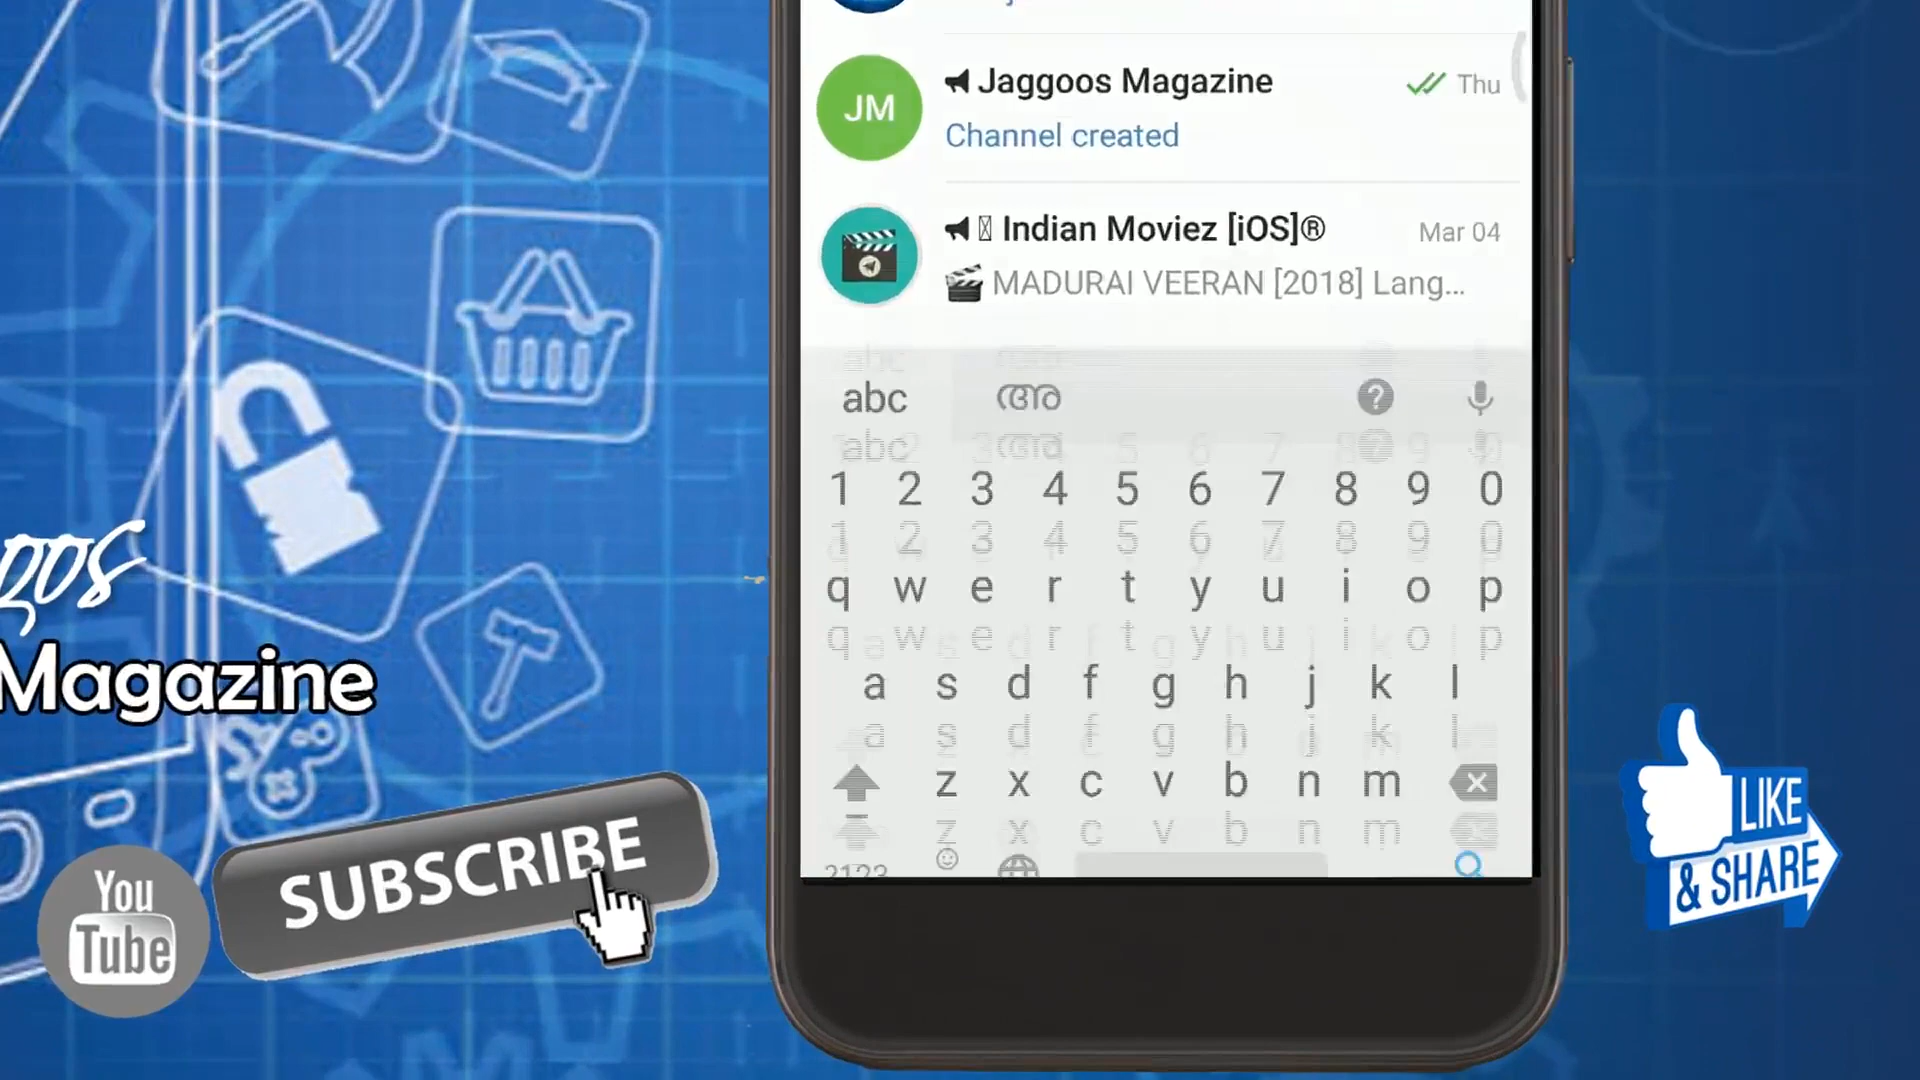 Jaggoos Magazine
Thu
JM
Channel created
Indian Moviez [iOS]®
Mar 04
MADURAI VEERAN [2018] Lang...
abc
അ
?
1 2 3 4 5 6 7 8 9 0
q w e r t y u i o p
a s d f g h j k l
z x c v b n m
Magazine
You
Tube
SUBSCRIBE
LIKE
& SHARE